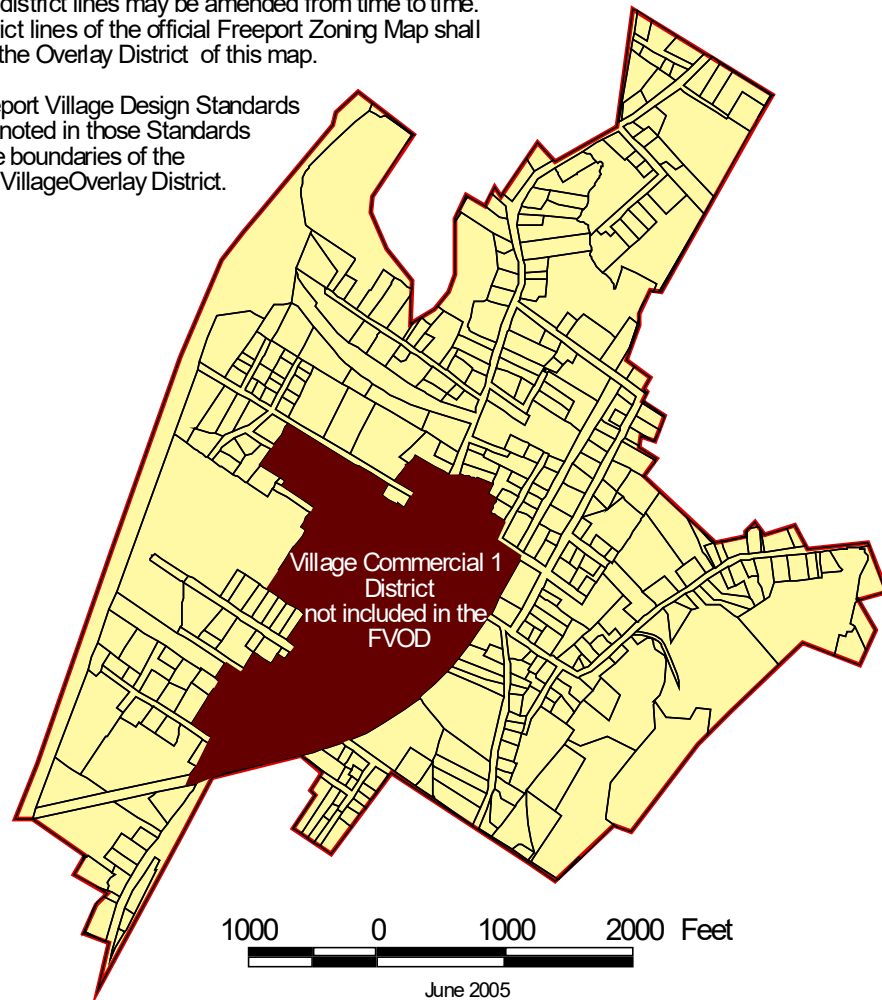 district lines may be amended from time to time.
ict lines of the official Freeport Zoning Map shall
the Overlay District of this map.
eport Village Design Standards
noted in those Standards
e boundaries of the
VillageOverlay District.
Village Commercial 1
District
not included in the
FVOD
1000 0 1000 2000 Feet
June 2005